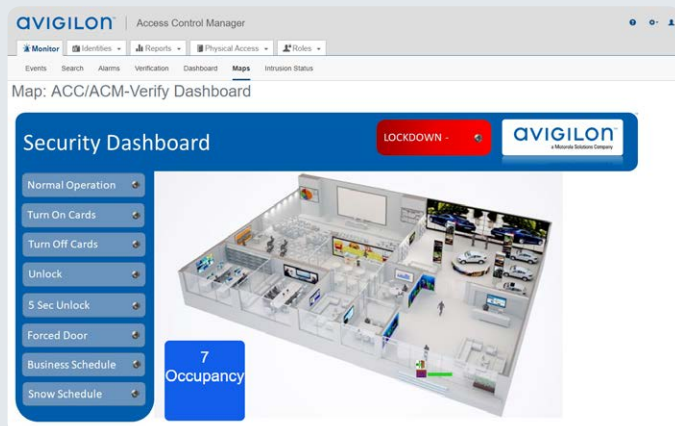 AVIGILON | Access Control Manager
Monitor Identities Reports Physical Access Roles
Events Search Alarms Verification Dashboard Maps Intrusion Status
Map: ACC/ACM-Verify Dashboard
Security Dashboard
LOCKDOWN -
AVIGILON
a Motorola Solutions Company
Normal Operation
Turn On Cards
Turn Off Cards
Unlock
5 Sec Unlock
Forced Door
Business Schedule
Snow Schedule
7
Occupancy